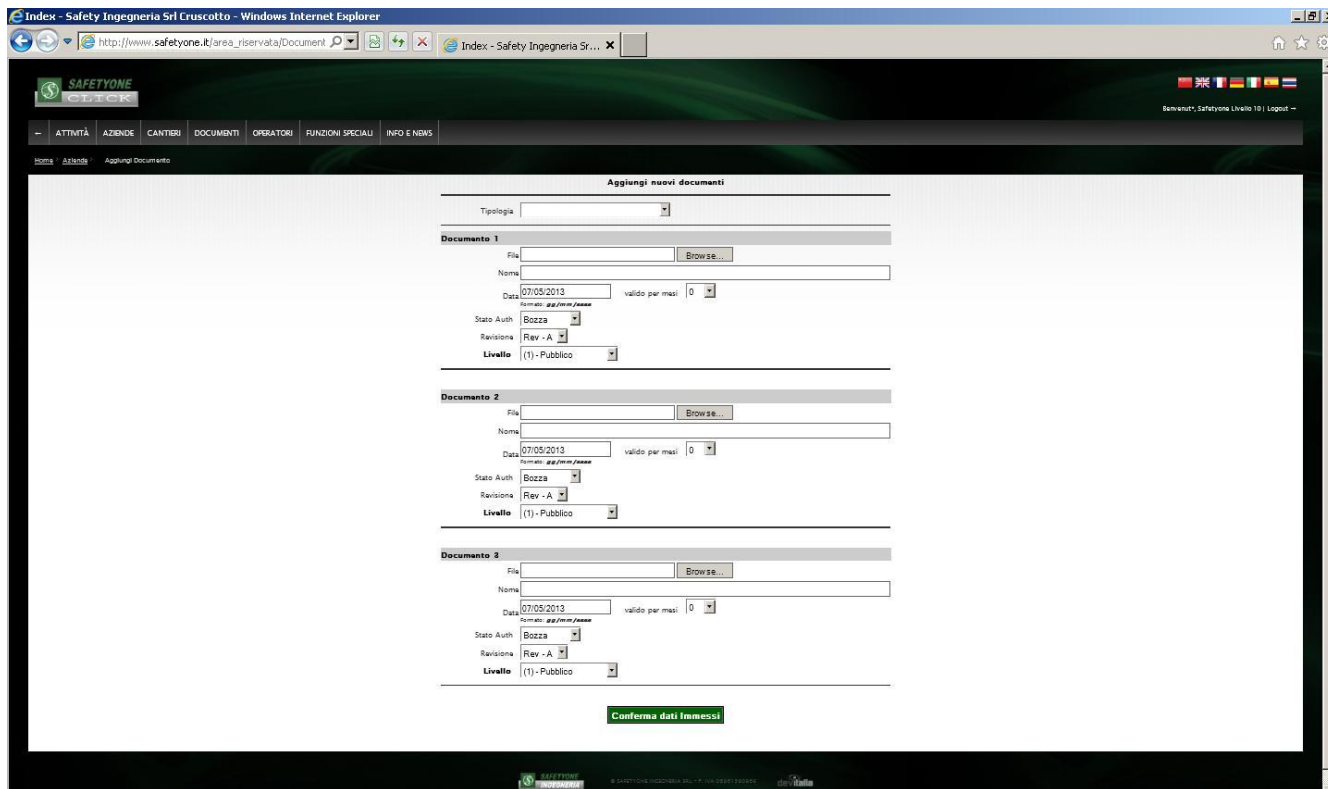 Index - Safety Ingegneria Srl Cruscotto - Windows Internet Explorer
http://www.safetyone.it/area_riservata/Document
Index - Safety Ingegneria Sr...
SAFETYONE
CLICK
Benvenut*, Safetyone Livello 10 | Logout →
← ATTIVITÀ AZIENDE CANTIERI DOCUMENTI OPERATORI FUNZIONI SPECIALI INFO E NEWS
Home Aziende Aggiungi Documento
Aggiungi nuovi documenti
Tipologia
Documento 1
File Browse...
Nome
Data 07/05/2013 valido per mesi 0
Formato: gg/mm/aaaa
Stato Auth Bozza
Revisione Rev - A
Livello (1) - Pubblico
Documento 2
File Browse...
Nome
Data 07/05/2013 valido per mesi 0
Formato: gg/mm/aaaa
Stato Auth Bozza
Revisione Rev - A
Livello (1) - Pubblico
Documento 3
File Browse...
Nome
Data 07/05/2013 valido per mesi 0
Formato: gg/mm/aaaa
Stato Auth Bozza
Revisione Rev - A
Livello (1) - Pubblico
Conferma dati Immessi
SAFETYONE
INGEGNERIA
© SAFETYONE INGEGNERIA SRL
devitalia